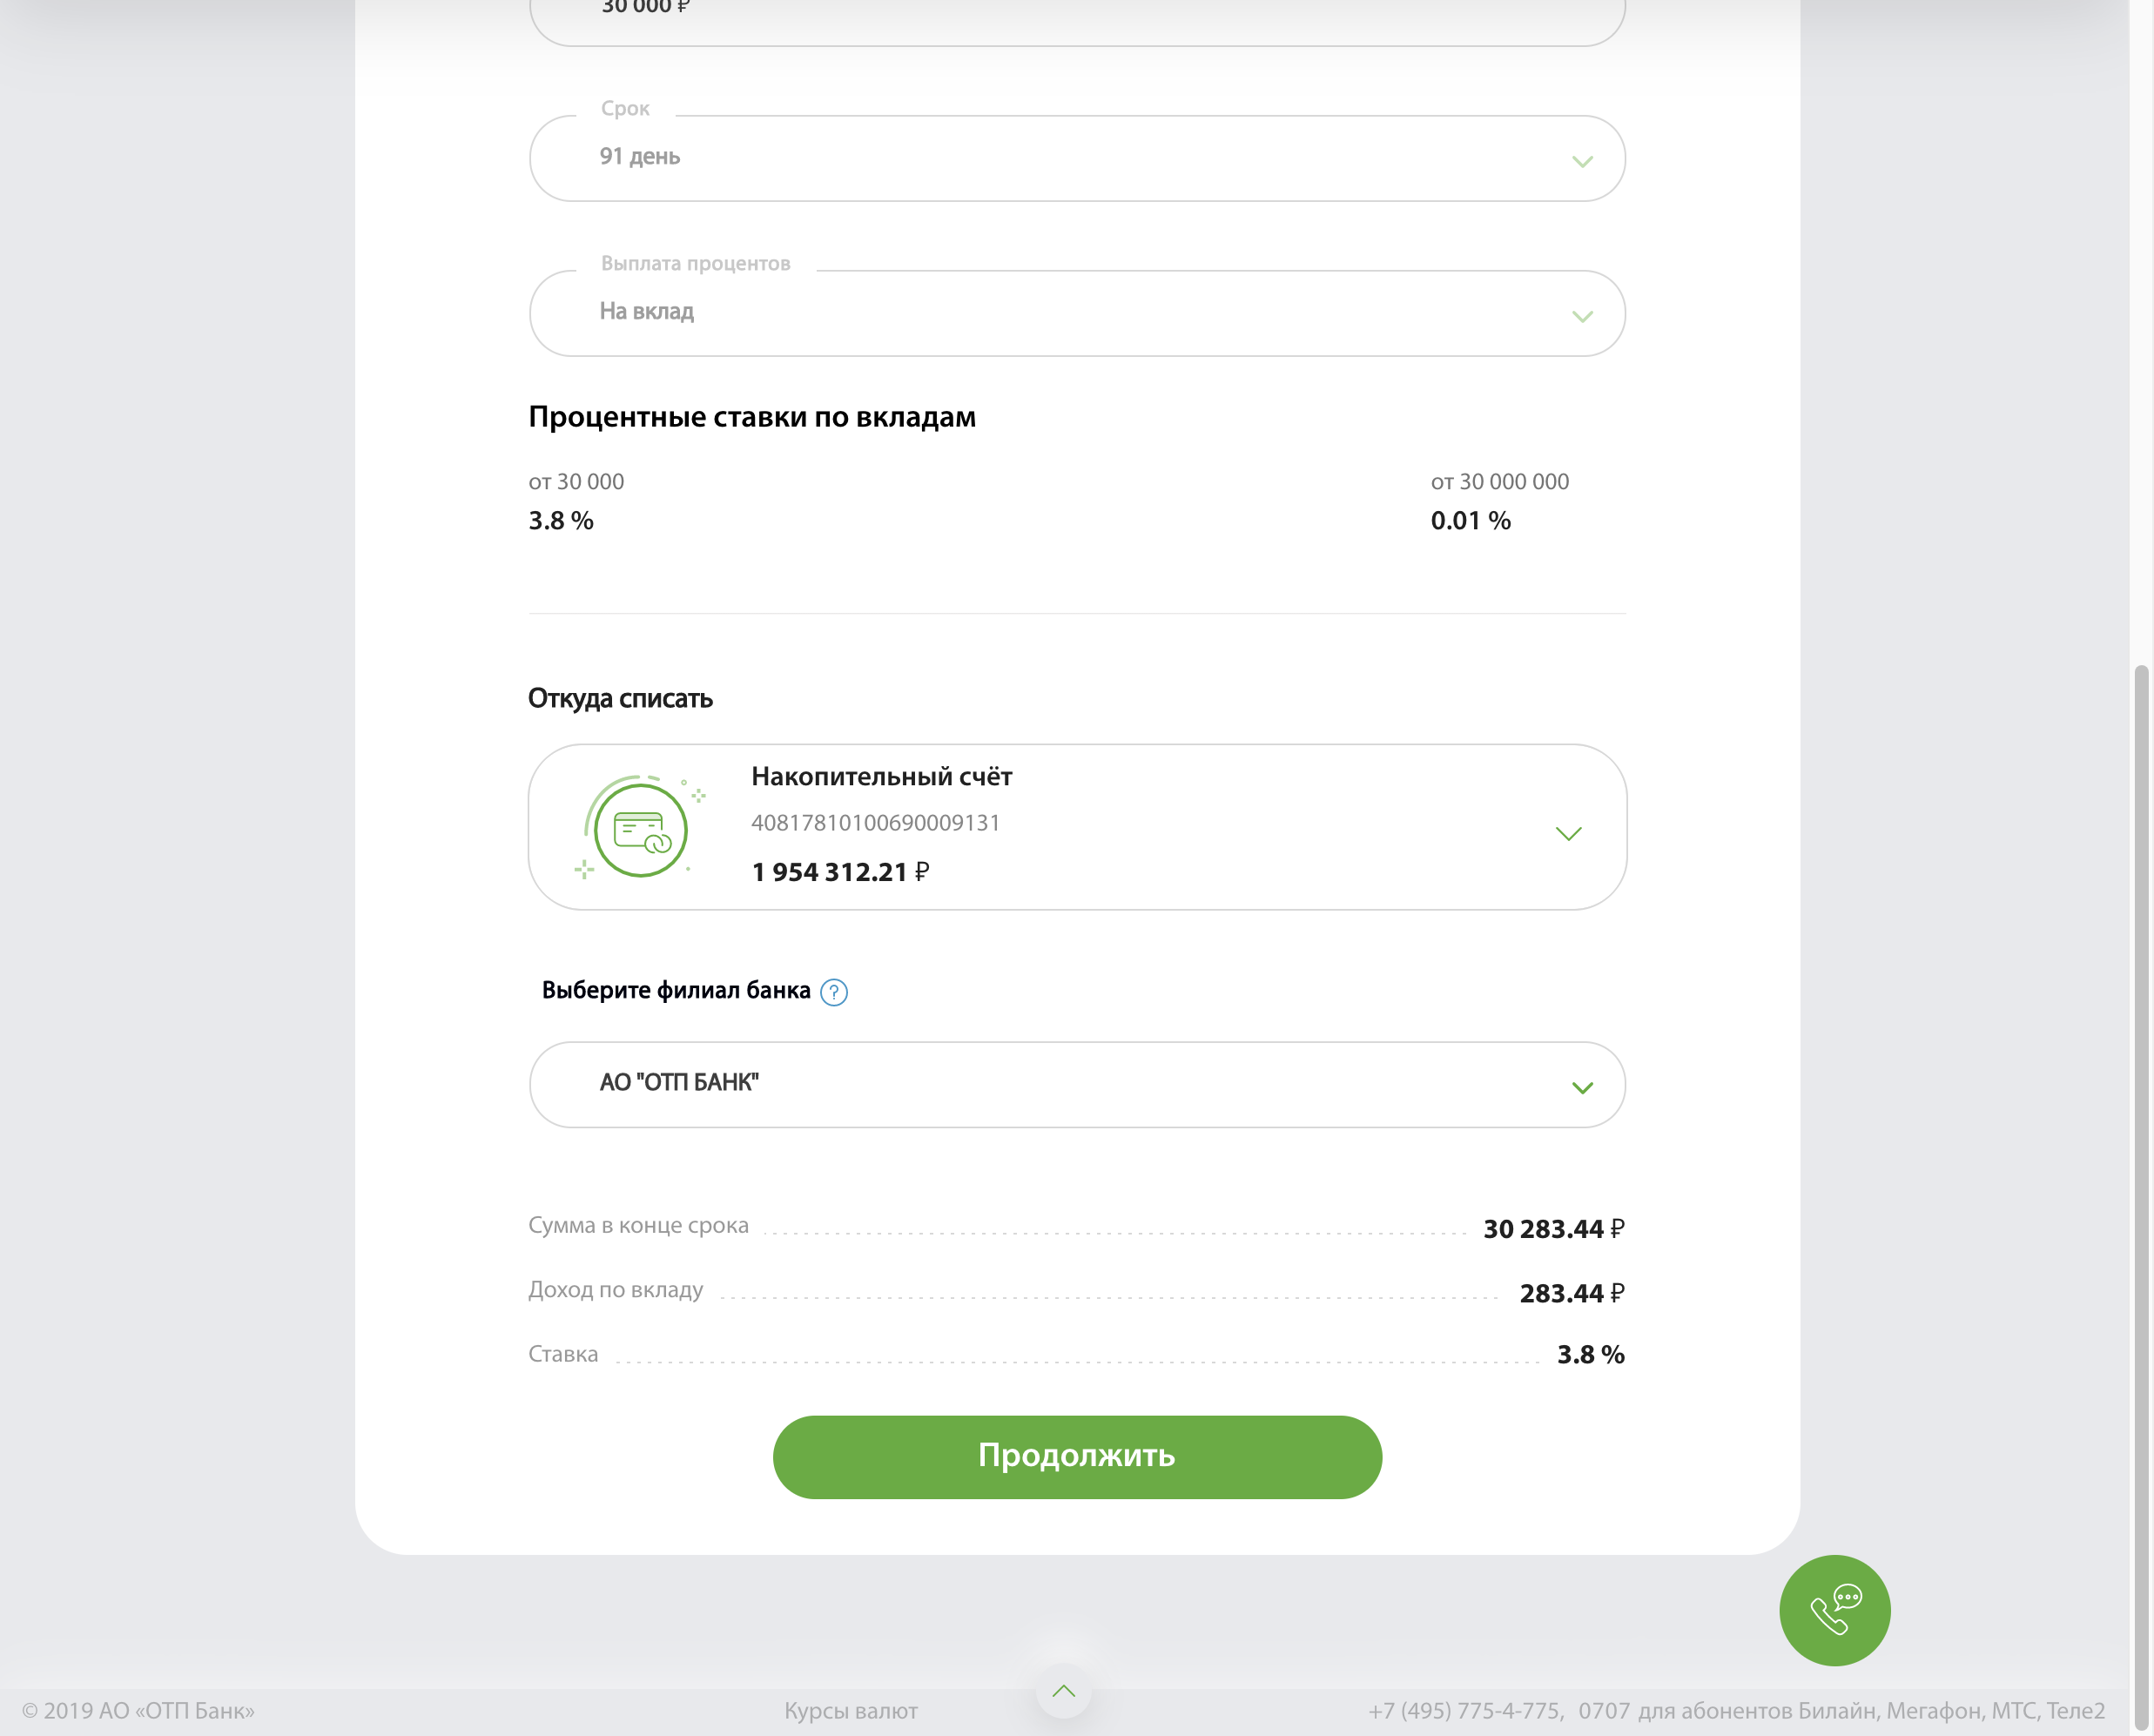 30 000 ₽
Срок
91 день
Выплата процентов
На вклад
Процентные ставки по вкладам
от 30 000
3.8 %
от 30 000 000
0.01 %
Откуда списать
Накопительный счёт
40817810100690009131
1 954 312.21 ₽
Выберите филиал банка ?
АО "ОТП БАНК"
Сумма в конце срока 30 283.44 ₽
Доход по вкладу 283.44 ₽
Ставка 3.8 %
Продолжить
© 2019 АО «ОТП Банк» Курсы валют +7 (495) 775-4-775, 0707 для абонентов Билайн, Мегафон, МТС, Теле2